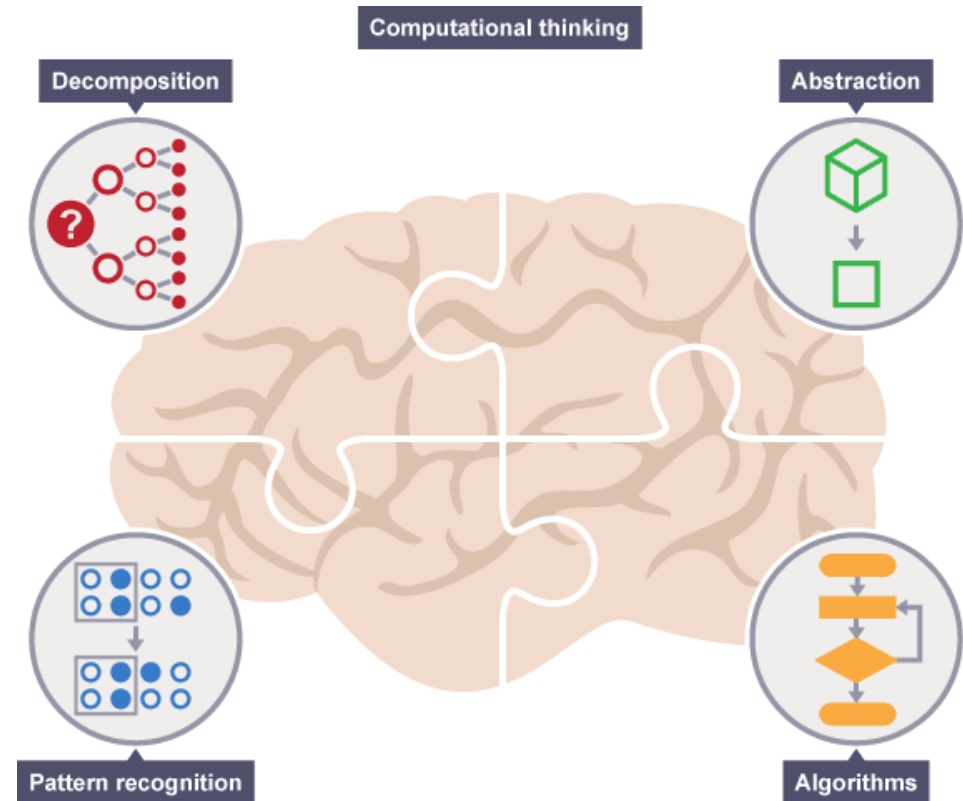 Computational thinking
Decomposition
Abstraction
?
Pattern recognition
Algorithms